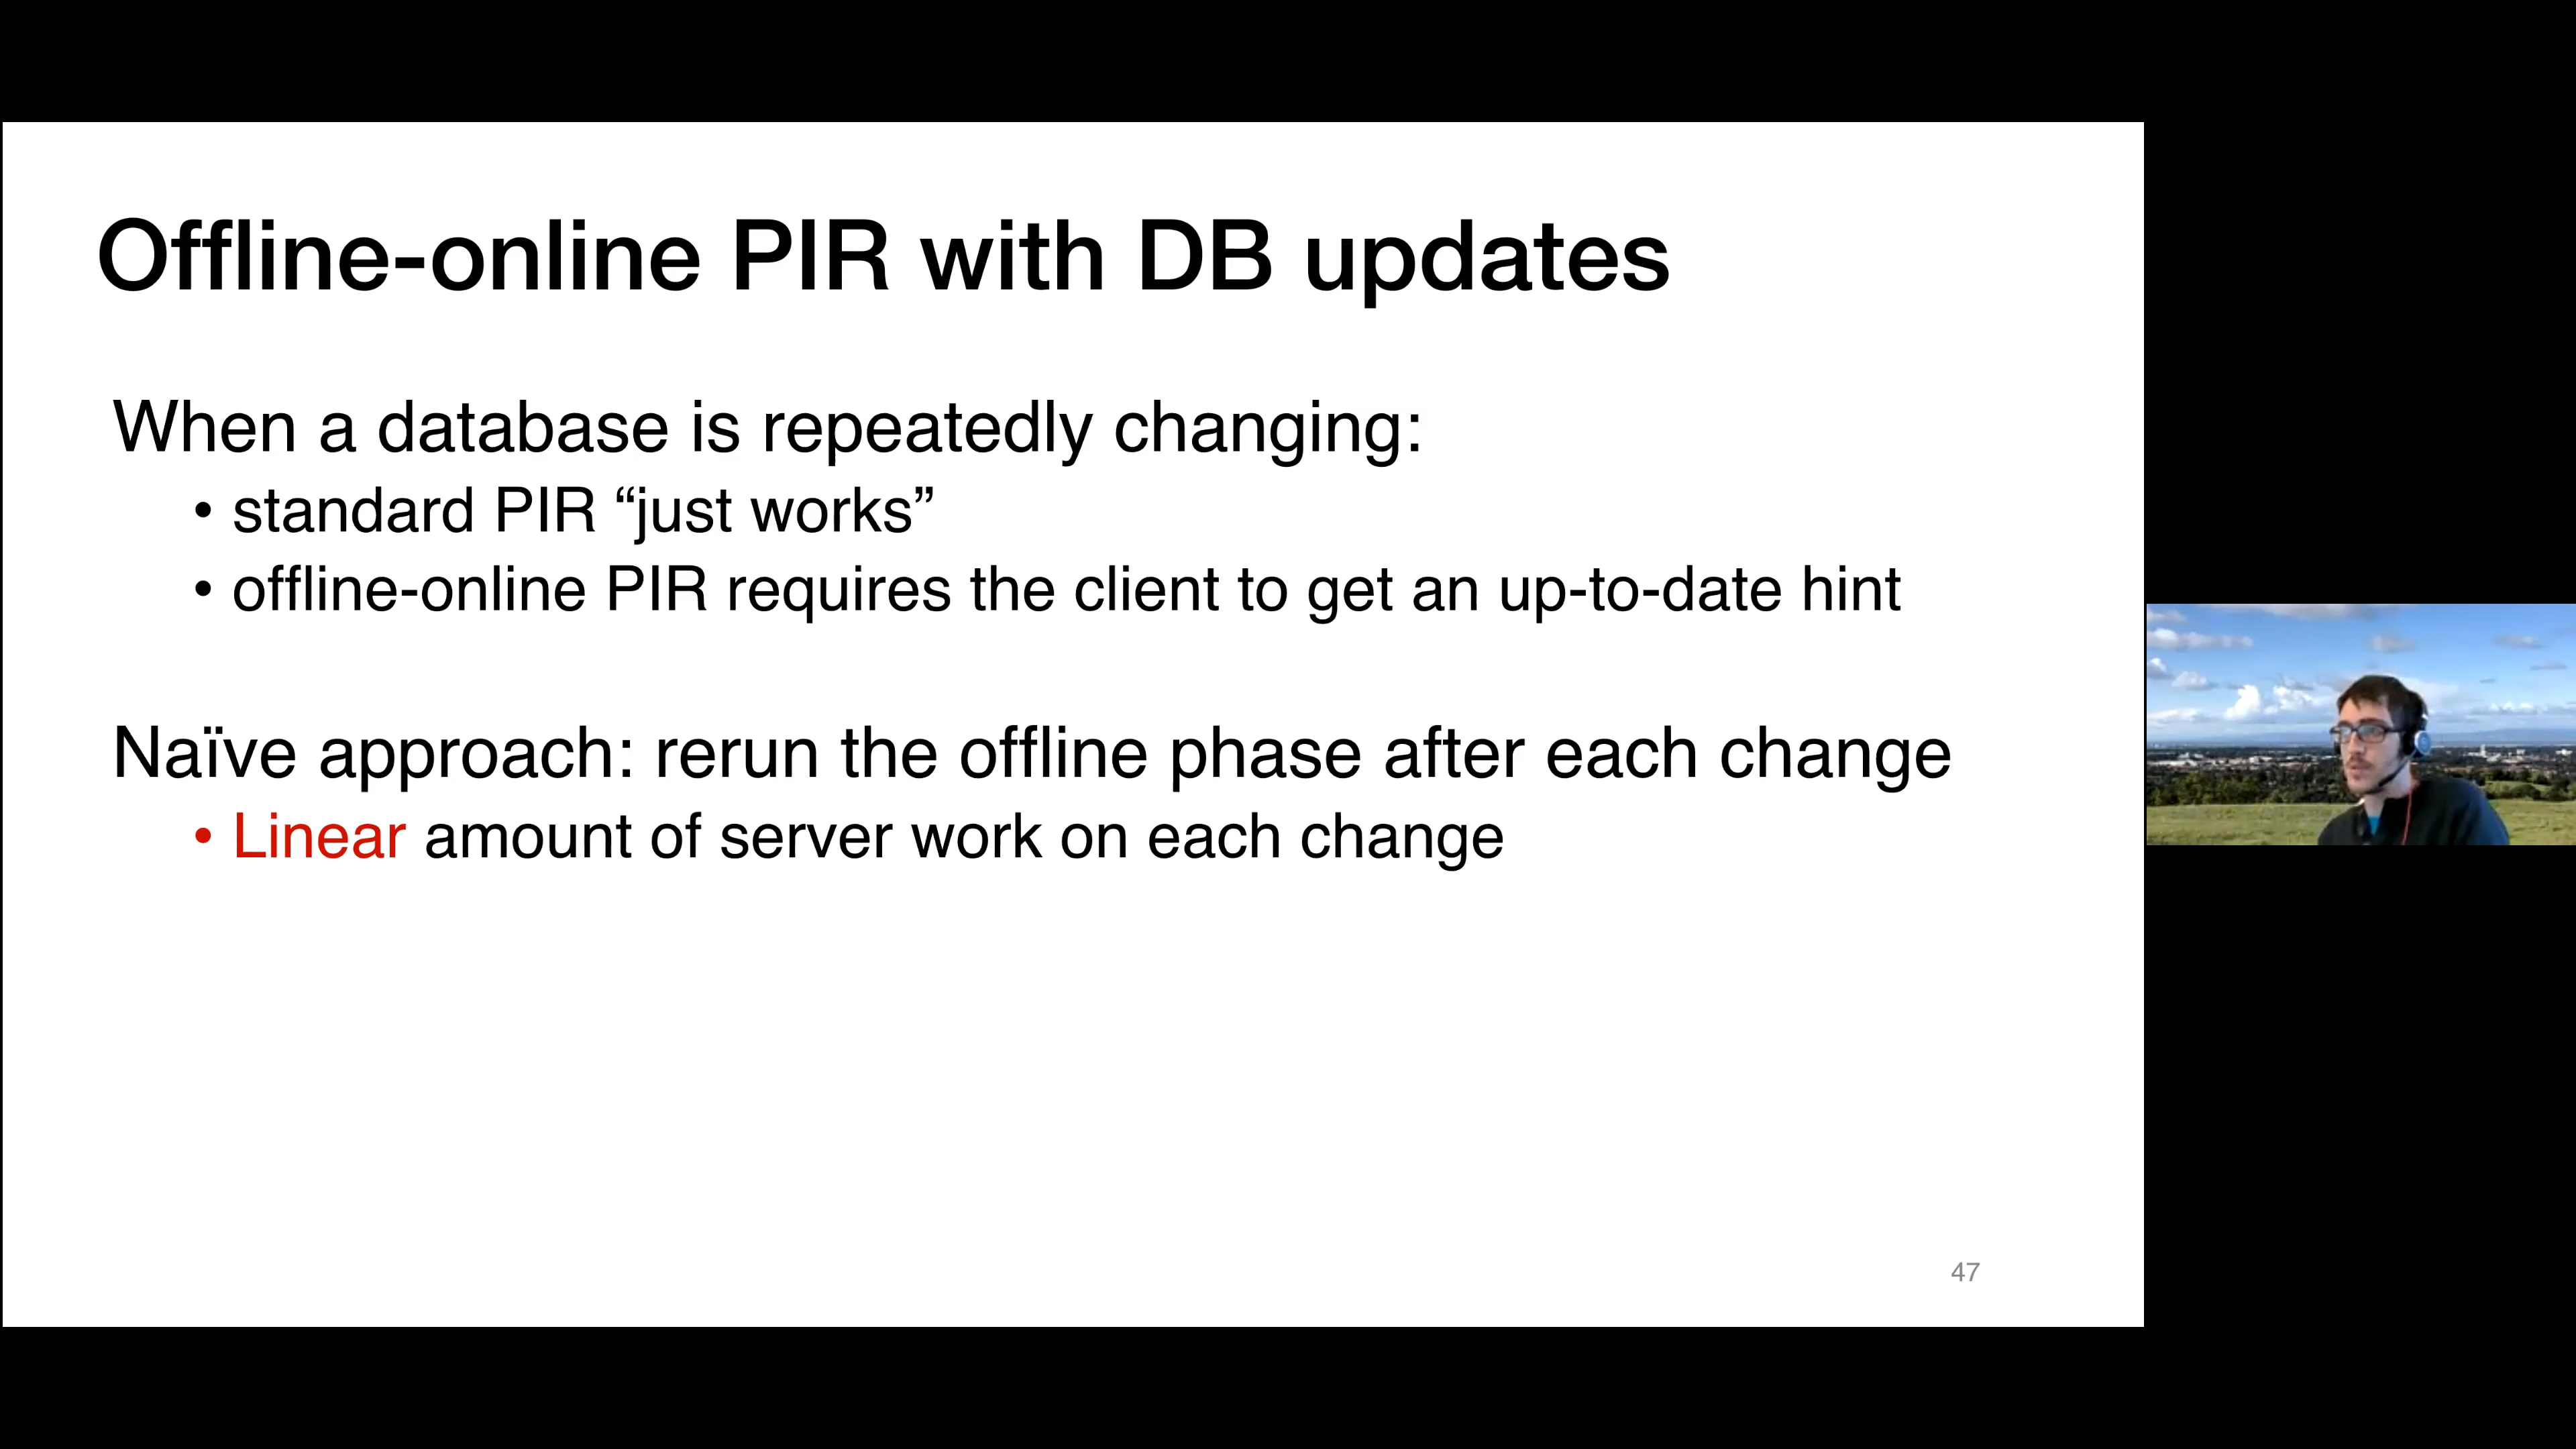 Offline-online PIR with DB updates
When a database is repeatedly changing:
• standard PIR “just works”
• offline-online PIR requires the client to get an up-to-date hint
Naïve approach: rerun the offline phase after each change
• Linear amount of server work on each change
47